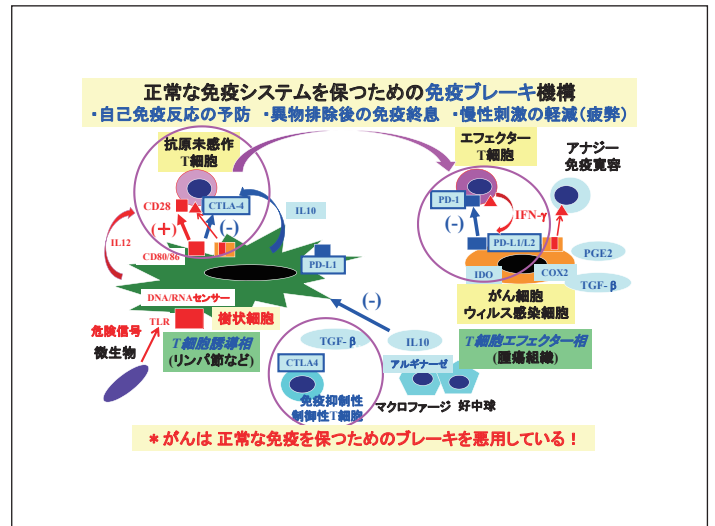 正常な免疫システムを保つための免疫ブレーキ機構
・自己免疫反応の予防 ・異物排除後の免疫終息 ・慢性刺激の軽減(疲弊)
抗原未感作
T細胞
エフェクター
T細胞
アナジー
免疫寛容
CD28
CTLA-4
(+)
(-)
IL10
IL12
CD80/86
PD-L1
PD-1
(-)
IFN-γ
PD-L1/L2
IDO
COX2
PGE2
TGF-β
DNA/RNAセンサー
TLR
樹状細胞
危険信号
微生物
T細胞誘導相
(リンパ節など)
がん細胞
ウィルス感染細胞
T細胞エフェクター相
(腫瘍組織)
(-)
TGF-β
IL10
CTLA4
アルギナーゼ
免疫抑制性
制御性T細胞
マクロファージ
好中球
＊がんは 正常な免疫を保つためのブレーキを悪用している！